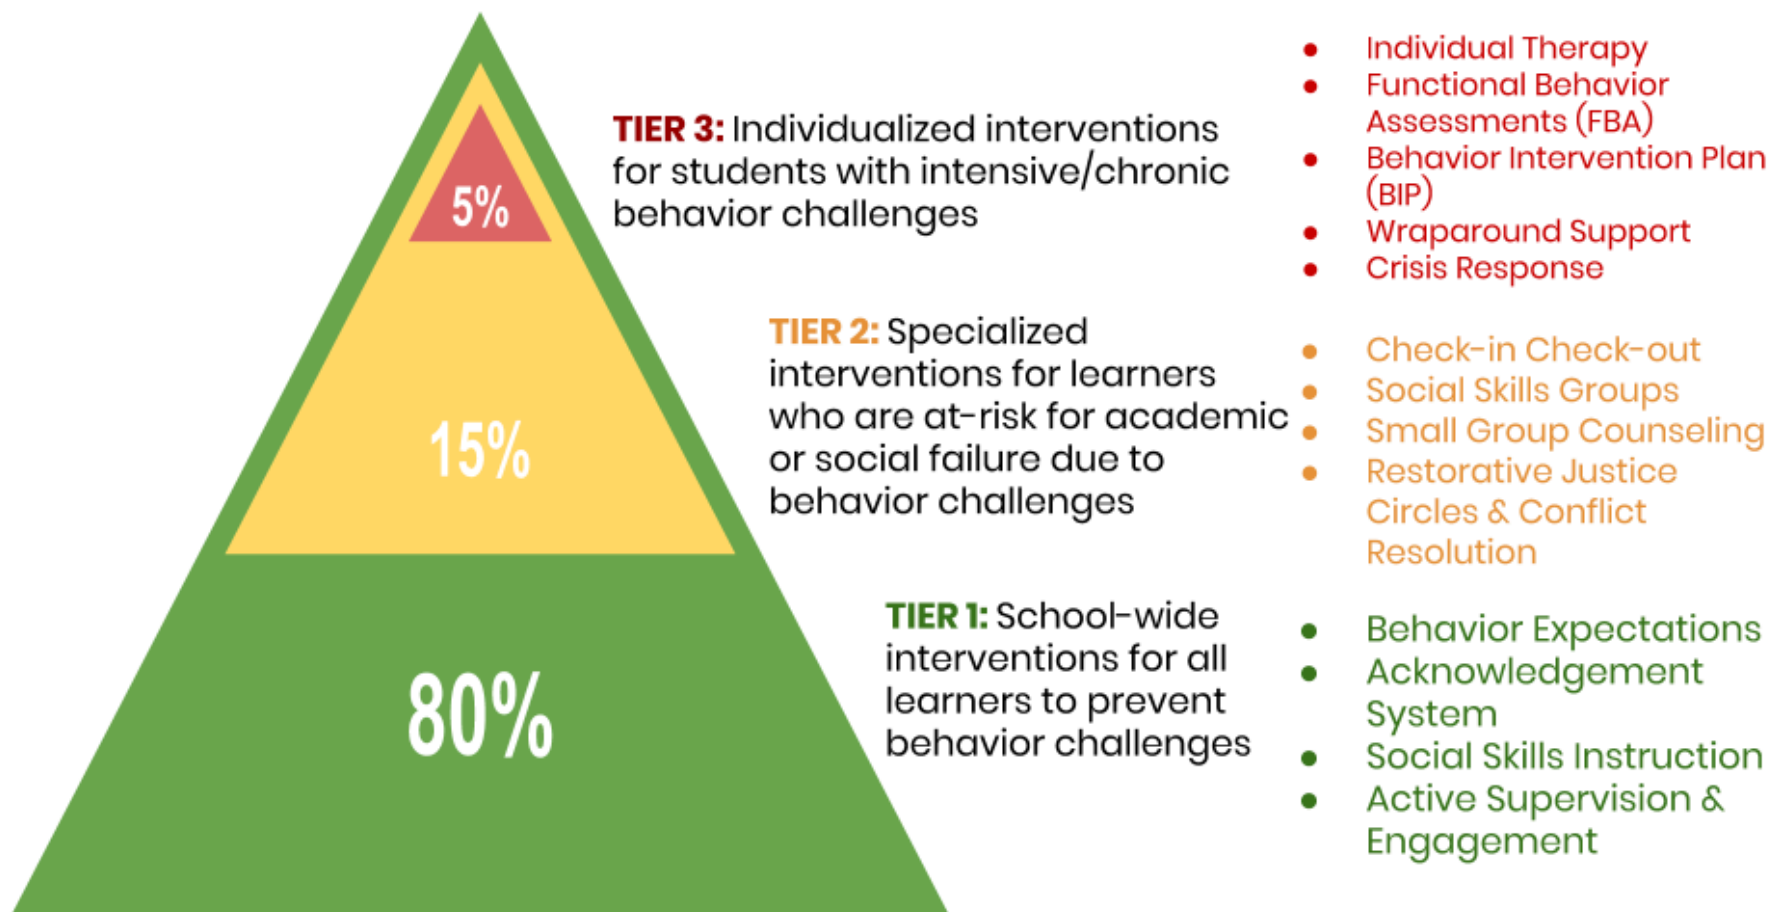 TIER 3: Individualized interventions
for students with intensive/chronic
behavior challenges
5%
Individual Therapy
Functional Behavior
Assessments (FBA)
Behavior Intervention Plan
(BIP)
Wraparound Support
Crisis Response
TIER 2: Specialized
interventions for learners
who are at-risk for academic
or social failure due to
behavior challenges
15%
Check-in Check-out
Social Skills Groups
Small Group Counseling
Restorative Justice
Circles & Conflict
Resolution
TIER 1: School-wide
interventions for all
learners to prevent
behavior challenges
80%
Behavior Expectations
Acknowledgement
System
Social Skills Instruction
Active Supervision &
Engagement